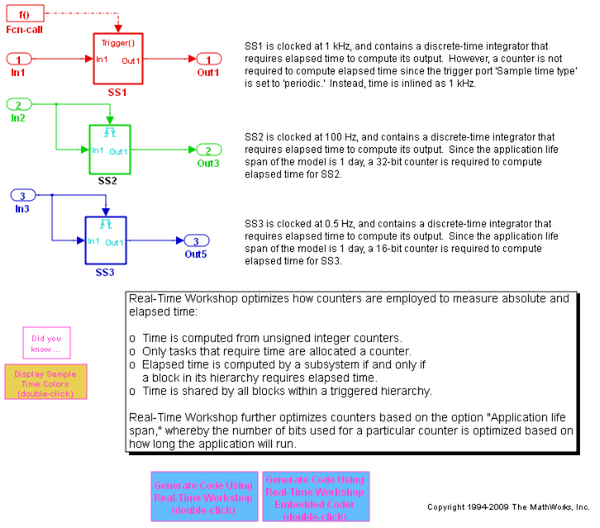 f()
Fcn-call
Trigger()
1
In1
In1 Out1
1
Out1
SS1
SS1 is clocked at 1 kHz, and contains a discrete-time integrator that
requires elapsed time to compute its output. However, a counter is not
required to compute elapsed time since the trigger port 'Sample time type'
is set to 'periodic.' Instead, time is inlined as 1 kHz.
2
In2
In1 Out1
2
Out3
SS2
SS2 is clocked at 100 Hz, and contains a discrete-time integrator that
requires elapsed time to compute its output. Since the application life
span of the model is 1 day, a 32-bit counter is required to compute
elapsed time for SS2.
3
In3
In1 Out1
3
Out5
SS3
SS3 is clocked at 0.5 Hz, and contains a discrete-time integrator that
requires elapsed time to compute its output. Since the application life
span of the model is 1 day, a 16-bit counter is required to compute
elapsed time for SS3.
Real-Time Workshop optimizes how counters are employed to measure absolute and
elapsed time:
o Time is computed from unsigned integer counters.
o Only tasks that require time are allocated a counter.
o Elapsed time is computed by a subsystem if and only if
a block in its hierarchy requires elapsed time.
o Time is shared by all blocks within a triggered hierarchy.
Real-Time Workshop further optimizes counters based on the option "Application life
span," whereby the number of bits used for a particular counter is optimized based on
how long the application will run.
Did you
know ...
Display Sample
Time Colors
(double-click)
Generate Code Using
Real-Time Workshop
(double-click)
Generate Code Using
Real-Time Workshop
Embedded Coder
(double-click)
Copyright 1994-2009 The MathWorks, Inc.